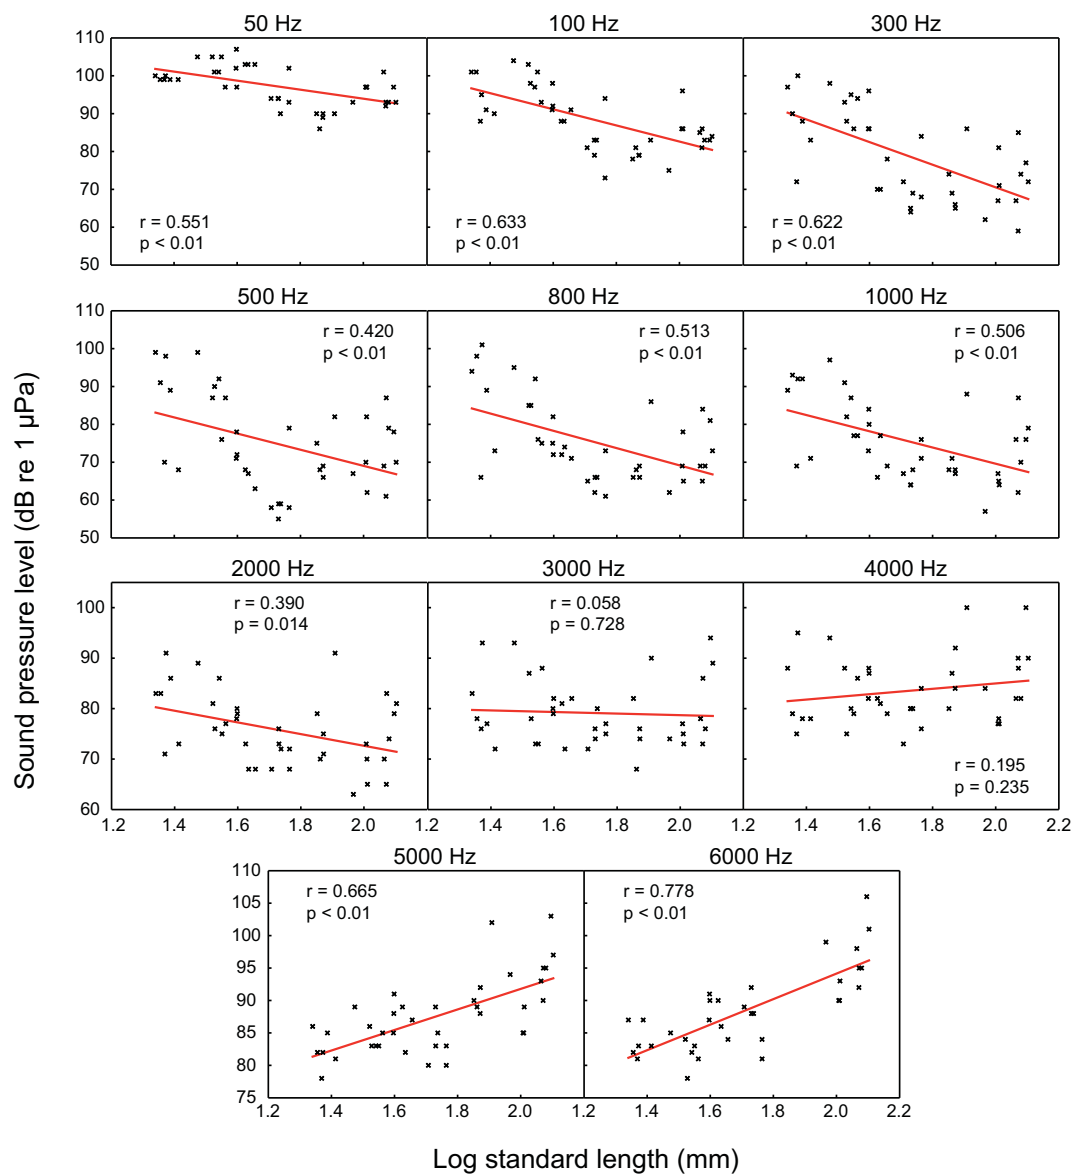 50 Hz 100 Hz 300 Hz
110
100
90
80
70
60
50
r = 0.551
p < 0.01
r = 0.633
p < 0.01
r = 0.622
p < 0.01
500 Hz 800 Hz 1000 Hz
110
100
90
80
70
60
50
r = 0.420
p < 0.01
r = 0.513
p < 0.01
r = 0.506
p < 0.01
Sound pressure level (dB re 1 µPa)
2000 Hz 3000 Hz 4000 Hz
100
90
80
70
60
r = 0.390
p = 0.014
r = 0.058
p = 0.728
r = 0.195
p = 0.235
1.2 1.4 1.6 1.8 2.0 1.2 1.4 1.6 1.8 2.0 1.2 1.4 1.6 1.8 2.0 2.2
5000 Hz 6000 Hz
110
105
100
95
90
85
80
75
r = 0.665
p < 0.01
r = 0.778
p < 0.01
1.2 1.4 1.6 1.8 2.0 1.2 1.4 1.6 1.8 2.0 2.2
Log standard length (mm)